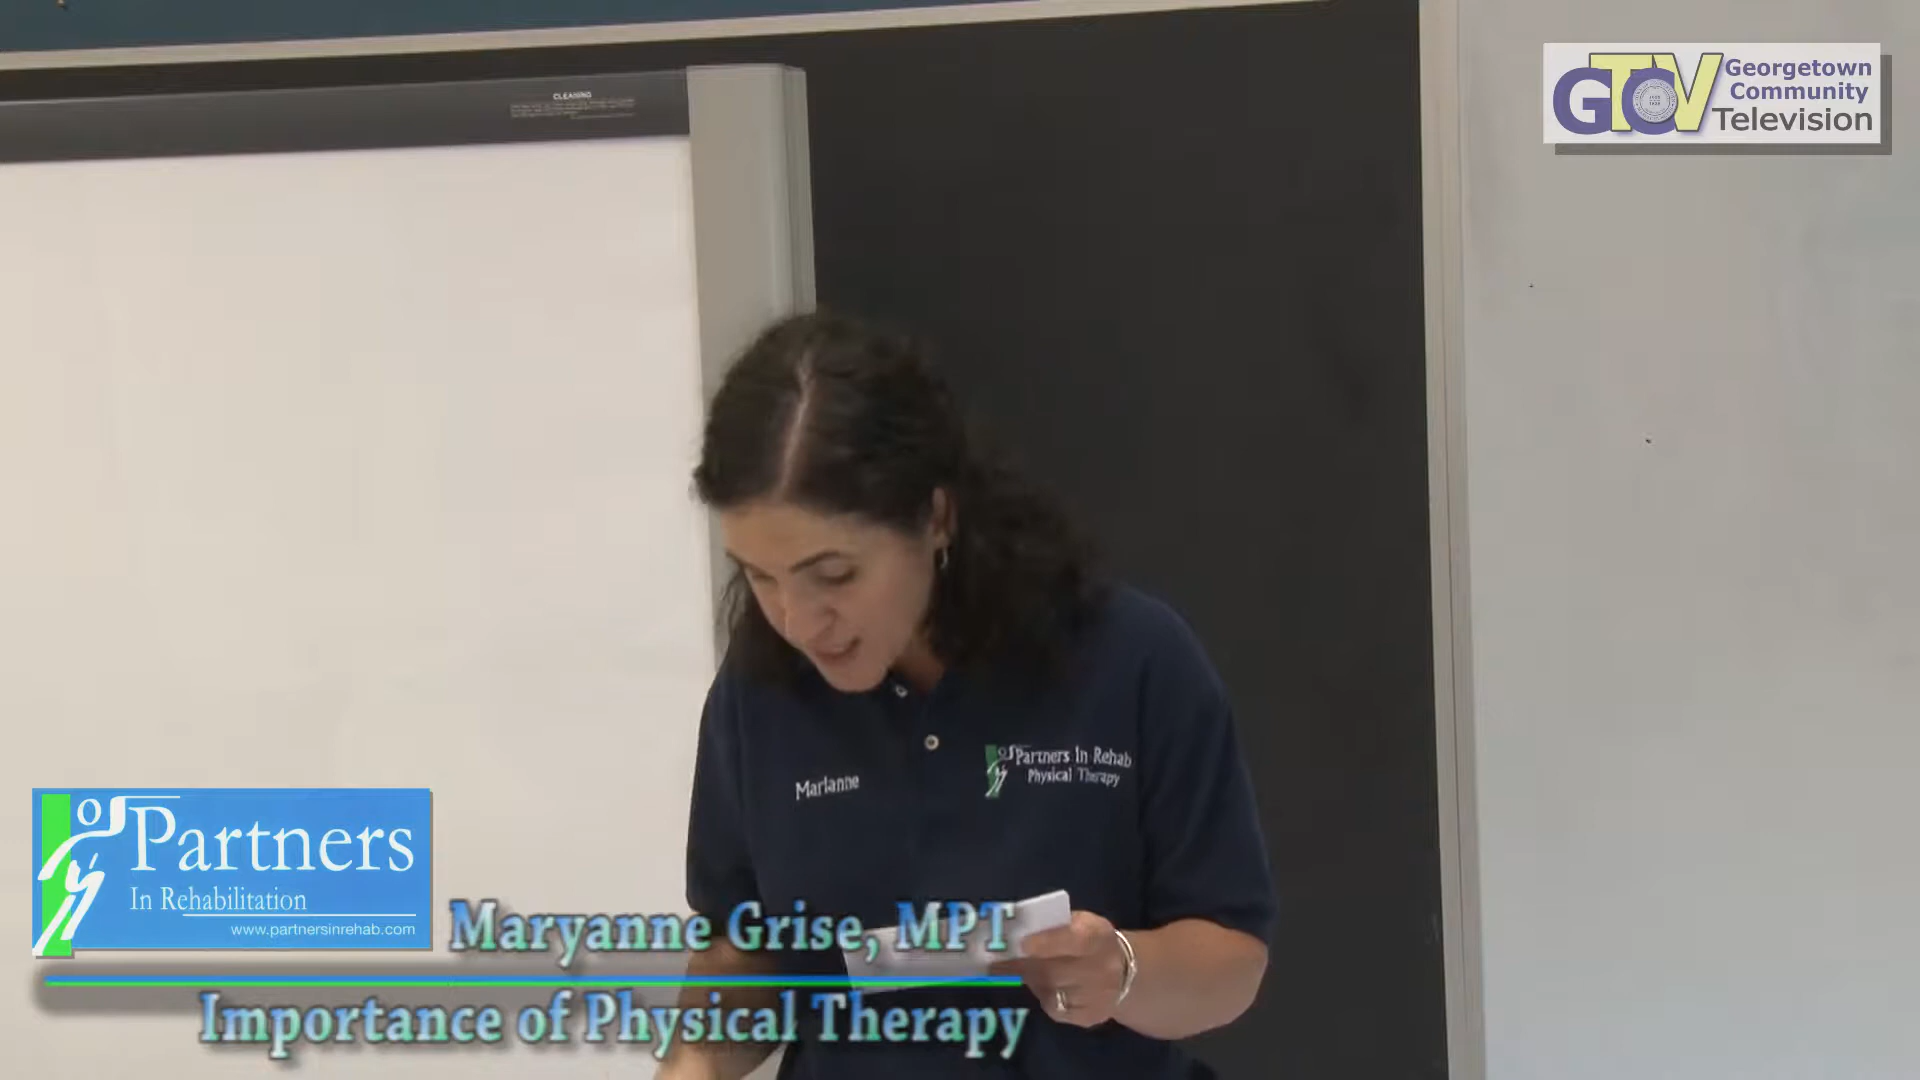 CLEANING
GCTV
Georgetown
Community
Television
Marianne
Partners In Rehab
Physical Therapy
Partners
In Rehabilitation
www.partnersinrehab.com
Maryanne Grise, MPT
Importance of Physical Therapy